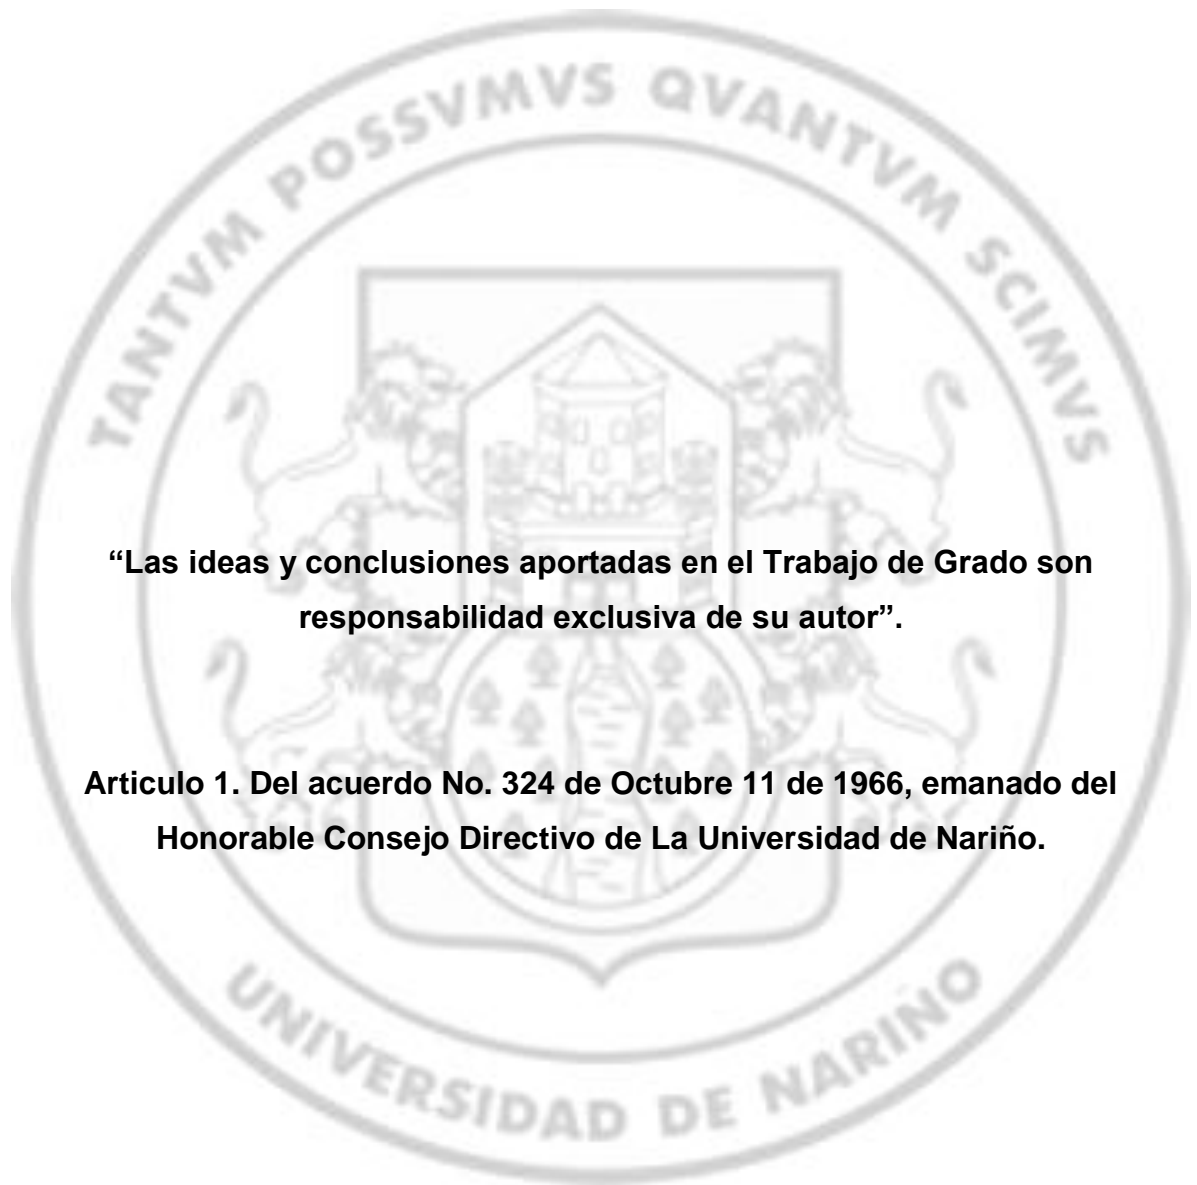 TANTVM POSSVMVS QVANTVM SCIMVS
“Las ideas y conclusiones aportadas en el Trabajo de Grado son
responsabilidad exclusiva de su autor”.
Articulo 1. Del acuerdo No. 324 de Octubre 11 de 1966, emanado del
Honorable Consejo Directivo de La Universidad de Nariño.
UNIVERSIDAD DE NARIÑO